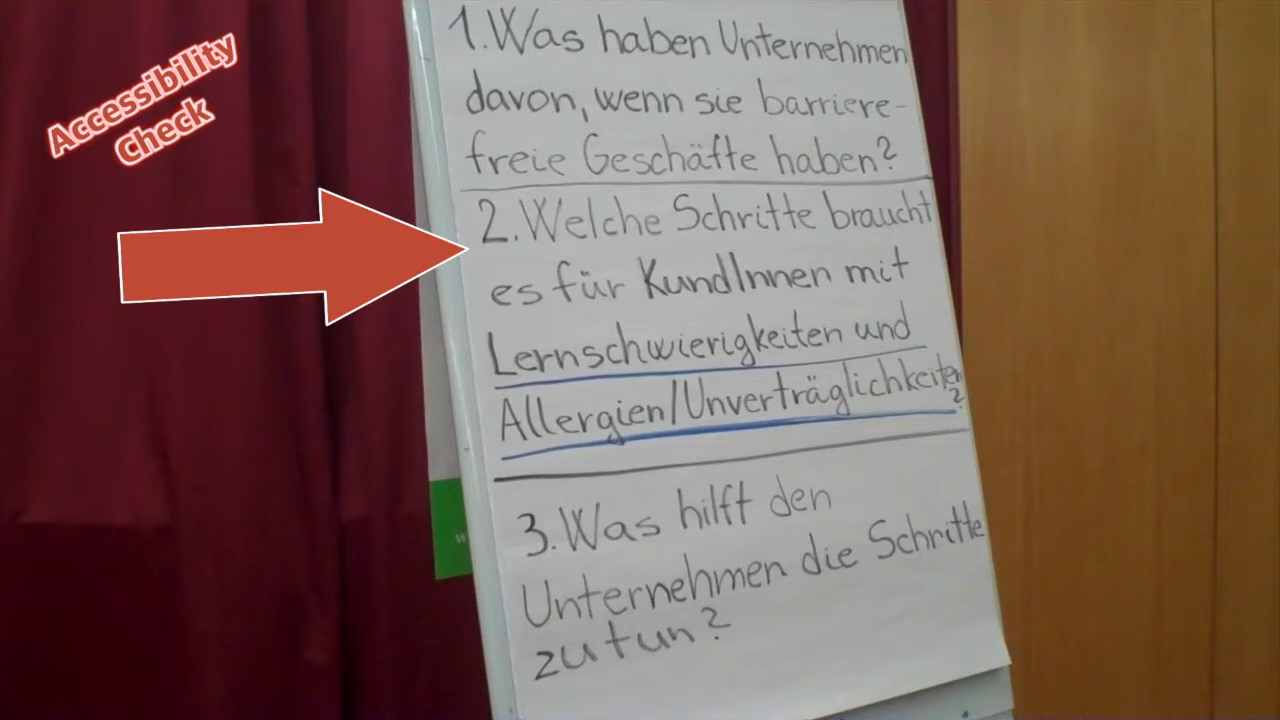 Accessibility
Check
1. Was haben Unternehmen
davon, wenn sie barriere-
freie Geschäfte haben?
2. Welche Schritte braucht
es für KundInnen mit
Lernschwierigkeiten und
Allergien/Unverträglichkeiten
?
3. Was hilft den
Unternehmen die Schritte
zu tun?